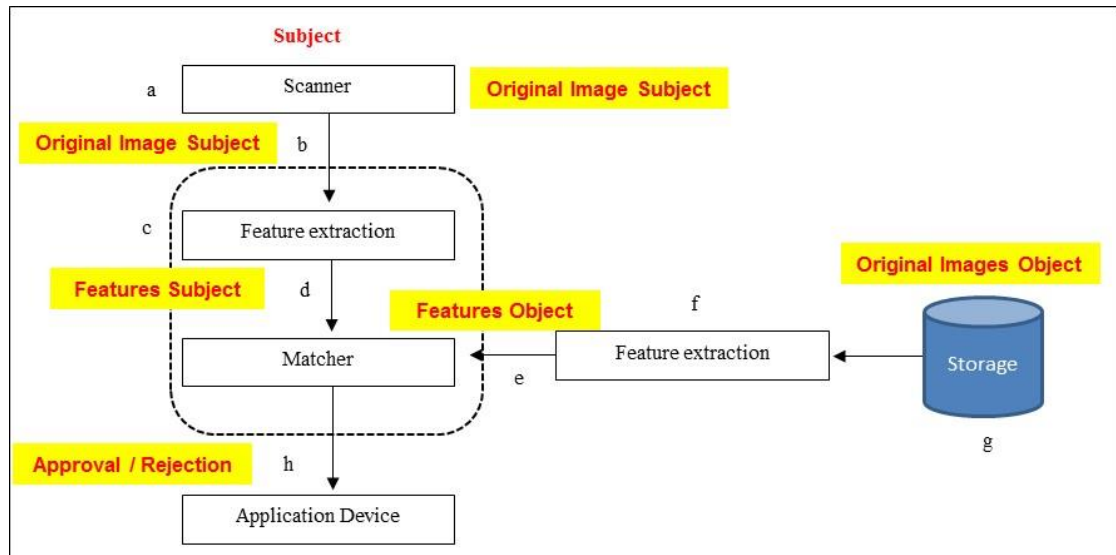 Subject
a
Scanner
Original Image Subject
Original Image Subject
b
c
Feature extraction
Original Images Object
Features Subject
d
Features Object
f
Matcher
e
Feature extraction
Storage
g
Approval / Rejection
h
Application Device